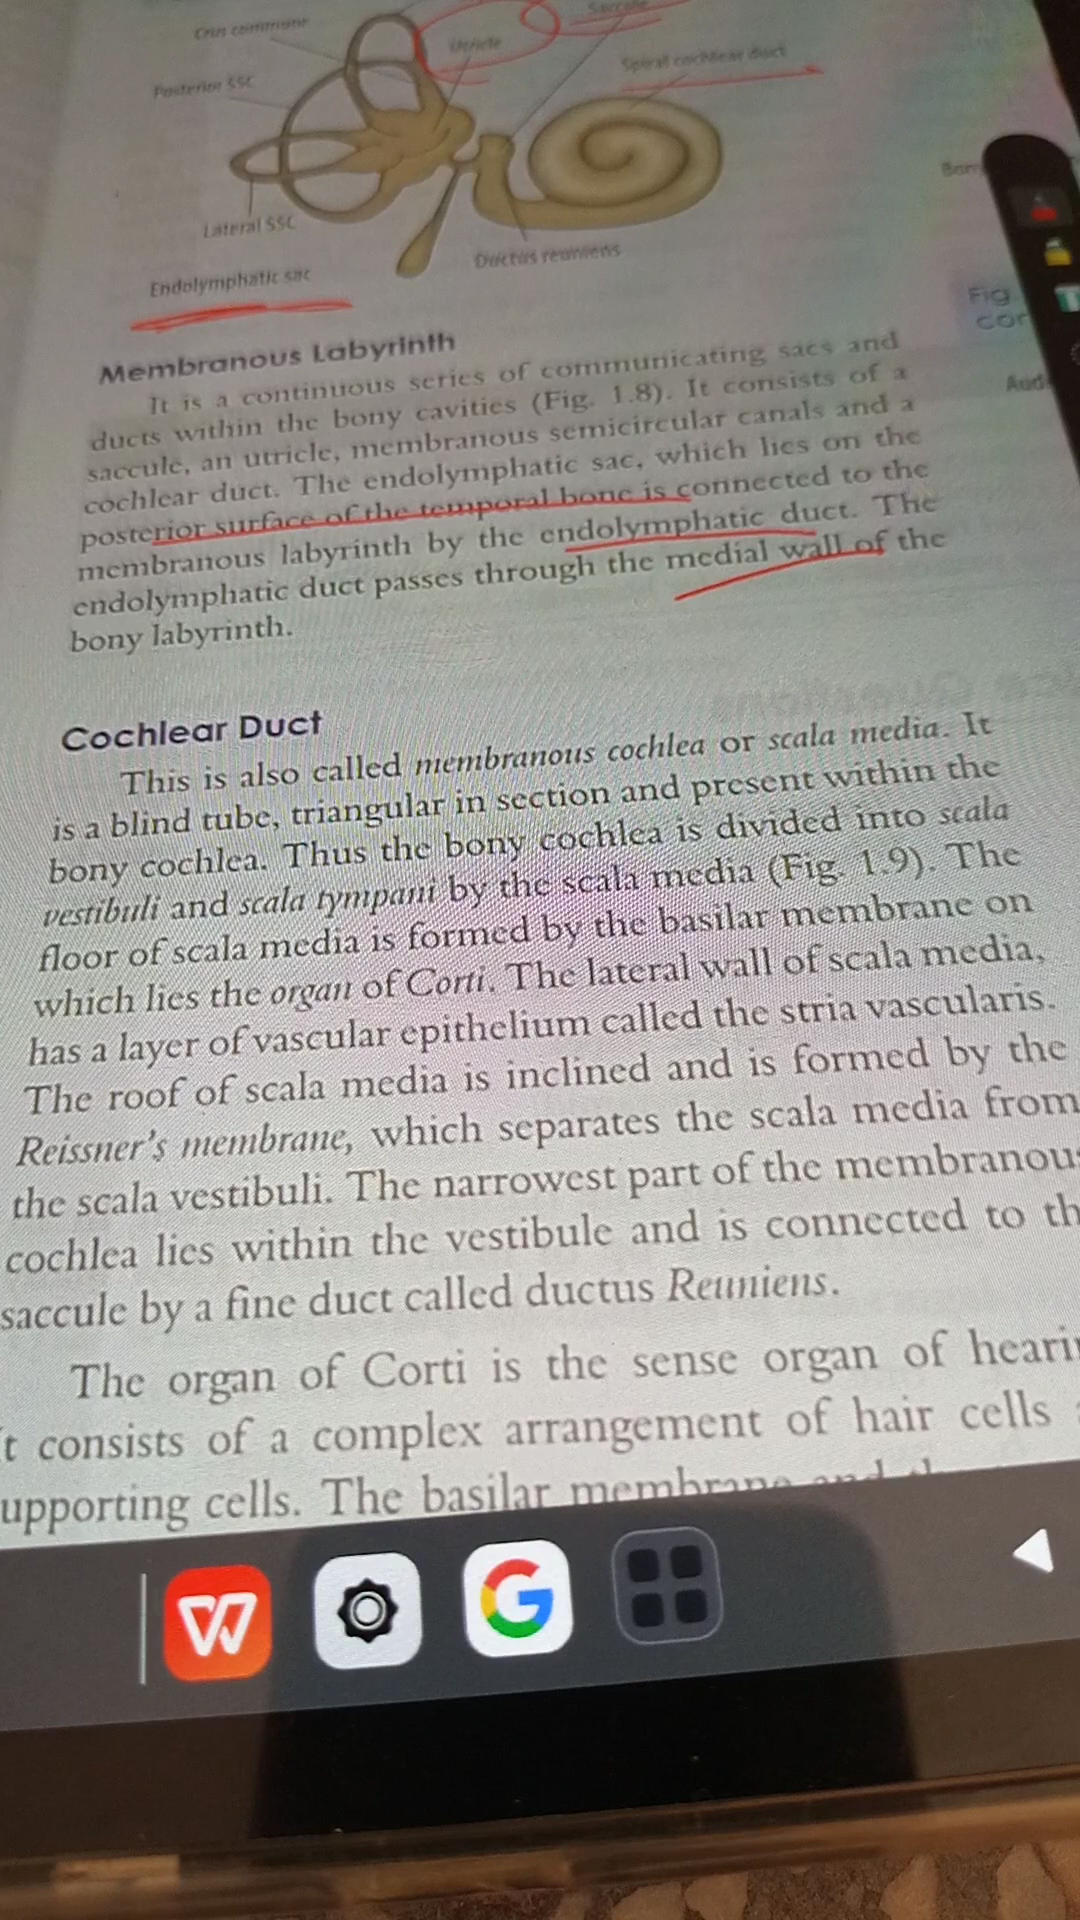 Crus commune
Saccule
Utricle
Spiral cochlear duct
Posterior SSC
Lateral SSC
Ductus reuniens
Endolymphatic sac
Fig
cor
Membranous Labyrinth
It is a continuous series of communicating sacs and
ducts within the bony cavities (Fig. 1.8). It consists of a
saccule, an utricle, membranous semicircular canals and a
cochlear duct. The endolymphatic sac, which lies on the
posterior surface of the temporal bone is connected to the
membranous labyrinth by the endolymphatic duct. The
endolymphatic duct passes through the medial wall of the
bony labyrinth.
Cochlear Duct
This is also called membranous cochlea or scala media. It
is a blind tube, triangular in section and present within the
bony cochlea. Thus the bony cochlea is divided into scala
vestibuli and scala tympani by the scala media (Fig. 1.9). The
floor of scala media is formed by the basilar membrane on
which lies the organ of Corti. The lateral wall of scala media,
has a layer of vascular epithelium called the stria vascularis.
The roof of scala media is inclined and is formed by the
Reissner's membrane, which separates the scala media from
the scala vestibuli. The narrowest part of the membranous
cochlea lies within the vestibule and is connected to th
saccule by a fine duct called ductus Reuniens.
The organ of Corti is the sense organ of heari
t consists of a complex arrangement of hair cells
upporting cells. The basilar membrane and